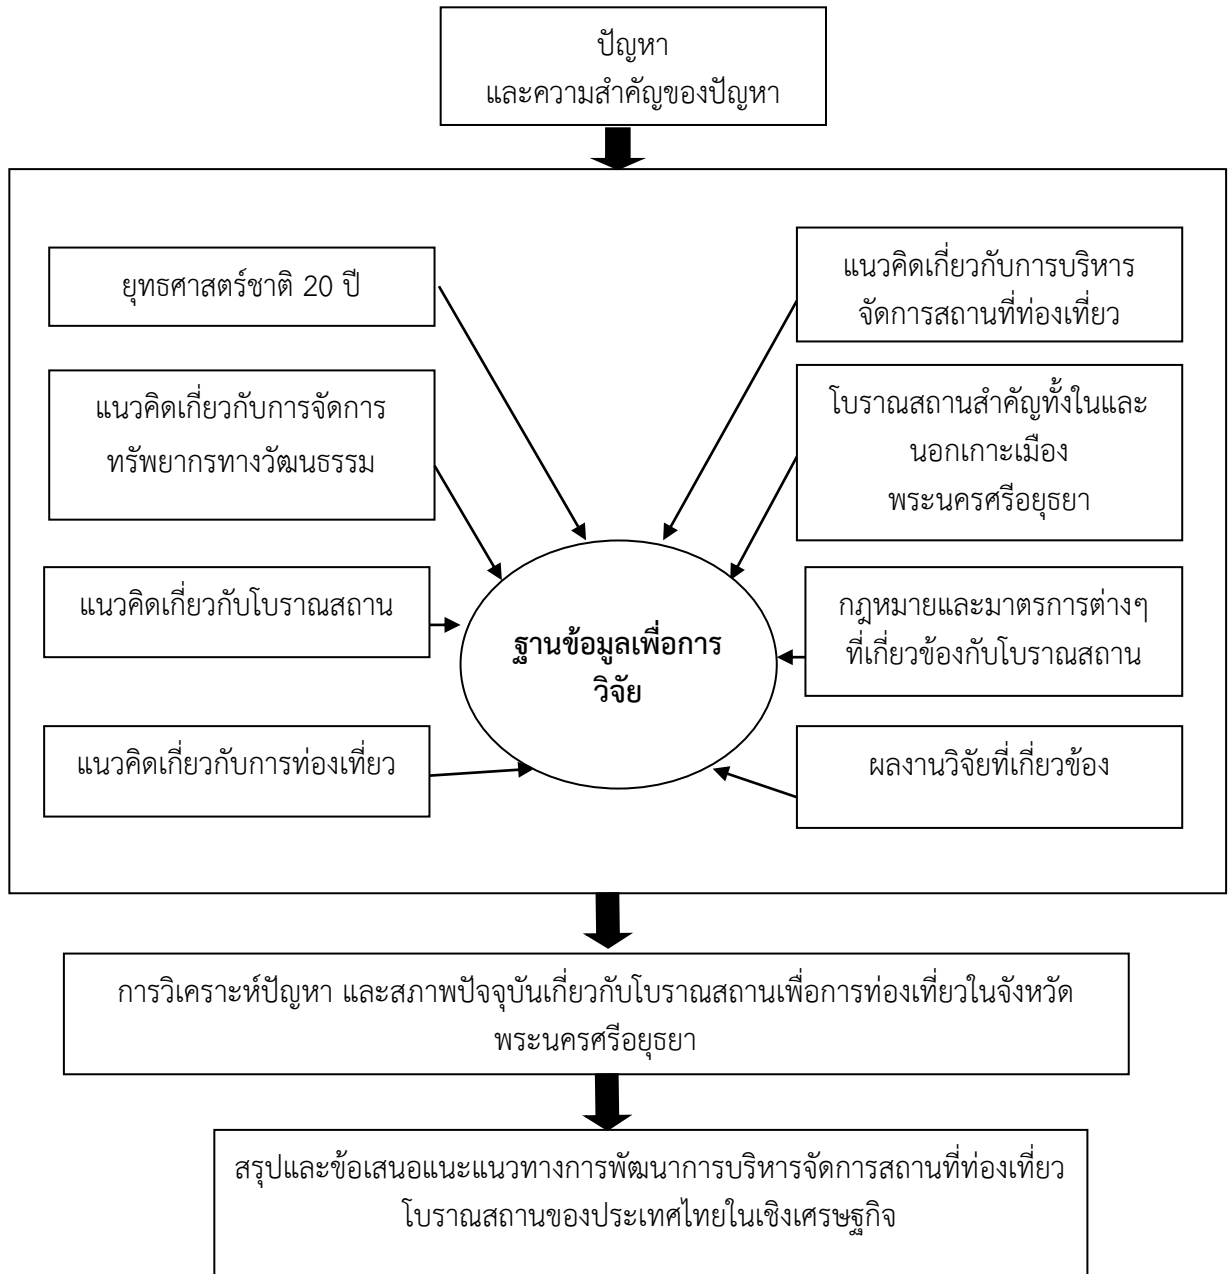 ปัญหา
และความสำคัญของปัญหา
ยุทธศาสตร์ชาติ 20 ปี
แนวคิดเกี่ยวกับการบริหาร
จัดการสถานที่ท่องเที่ยว
แนวคิดเกี่ยวกับการจัดการ
ทรัพยากรทางวัฒนธรรม
โบราณสถานสำคัญทั้งในและ
นอกเกาะเมือง
พระนครศรีอยุธยา
แนวคิดเกี่ยวกับโบราณสถาน
กฎหมายและมาตรการต่างๆ
ที่เกี่ยวข้องกับโบราณสถาน
ฐานข้อมูลเพื่อการ
วิจัย
แนวคิดเกี่ยวกับการท่องเที่ยว
ผลงานวิจัยที่เกี่ยวข้อง
การวิเคราะห์ปัญหา และสภาพปัจจุบันเกี่ยวกับโบราณสถานเพื่อการท่องเที่ยวในจังหวัด
พระนครศรีอยุธยา
สรุปและข้อเสนอแนะแนวทางการพัฒนาการบริหารจัดการสถานที่ท่องเที่ยว
โบราณสถานของประเทศไทยในเชิงเศรษฐกิจ